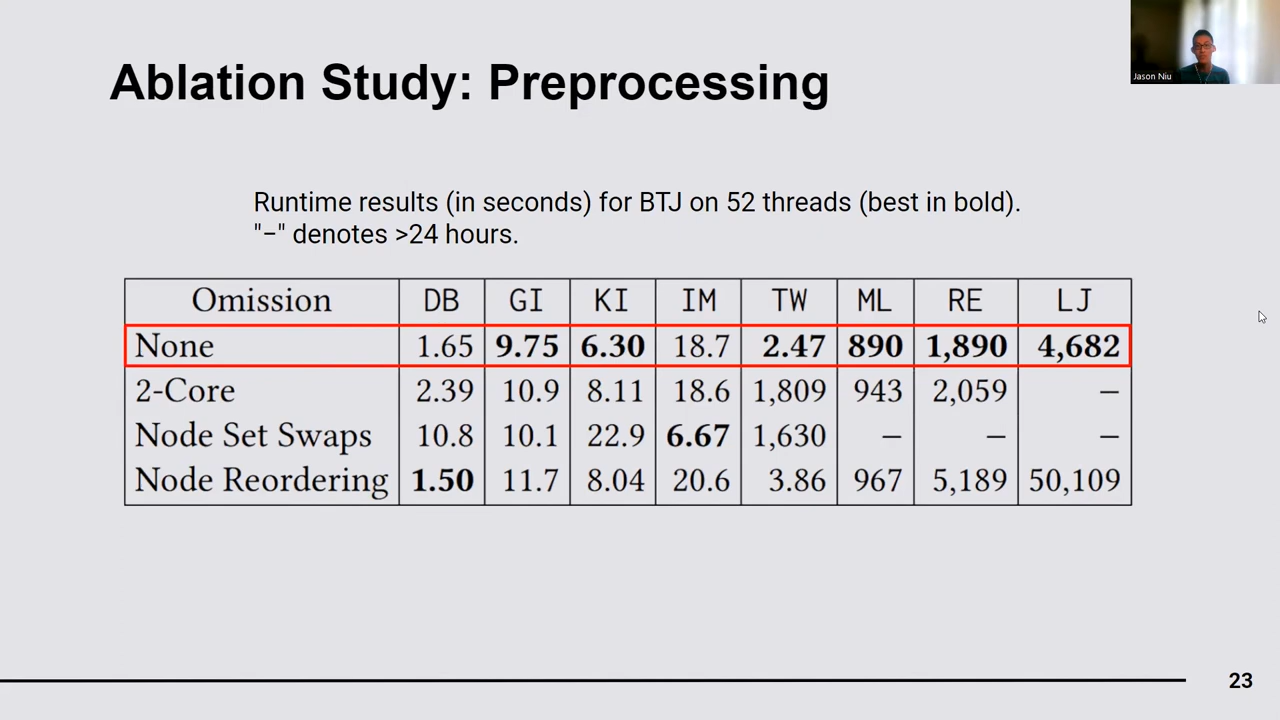 Ablation Study: Preprocessing
Jason Niu
Runtime results (in seconds) for BTJ on 52 threads (best in bold).
"–" denotes >24 hours.
Omission DB GI KI IM TW ML RE LJ
None 1.65 9.75 6.30 18.7 2.47 890 1,890 4,682
2-Core 2.39 10.9 8.11 18.6 1,809 943 2,059 –
Node Set Swaps 10.8 10.1 22.9 6.67 1,630 – – –
Node Reordering 1.50 11.7 8.04 20.6 3.86 967 5,189 50,109
23